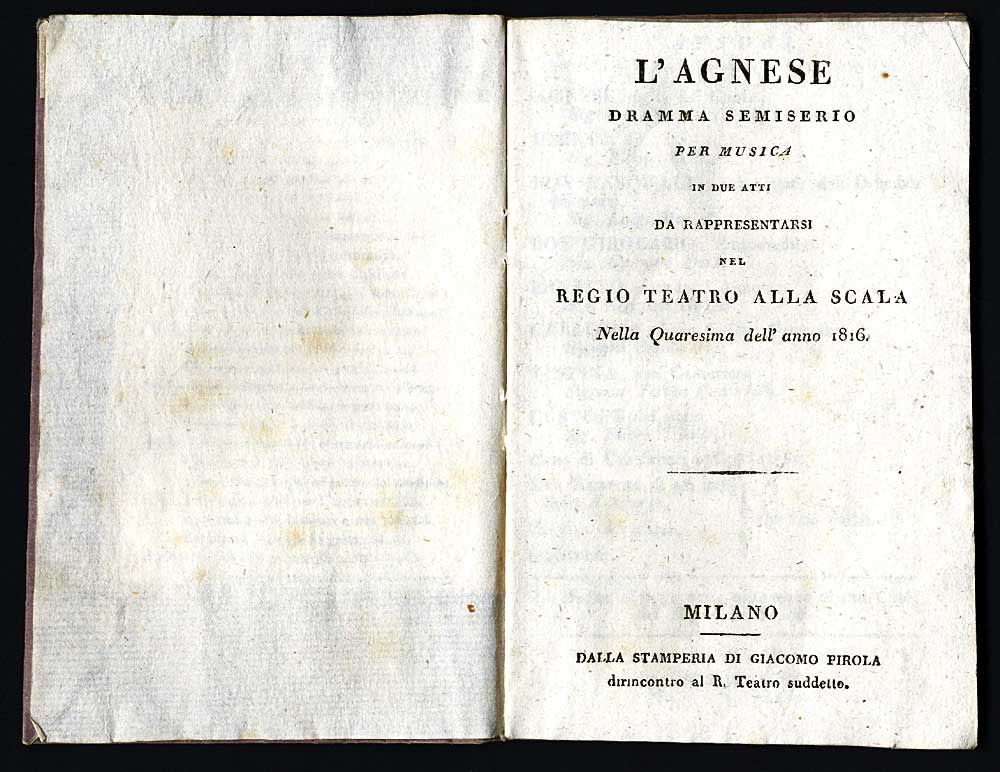 L'AGNESE
DRAMMA SEMISERIO
PER MUSICA
IN DUE ATTI
DA RAPPRESENTARSI
NEL
REGIO TEATRO ALLA SCALA
Nella Quaresima dell' anno 1816.
MILANO
DALLA STAMPERIA DI GIACOMO PIROLA
dirincontro al R. Teatro suddetto.